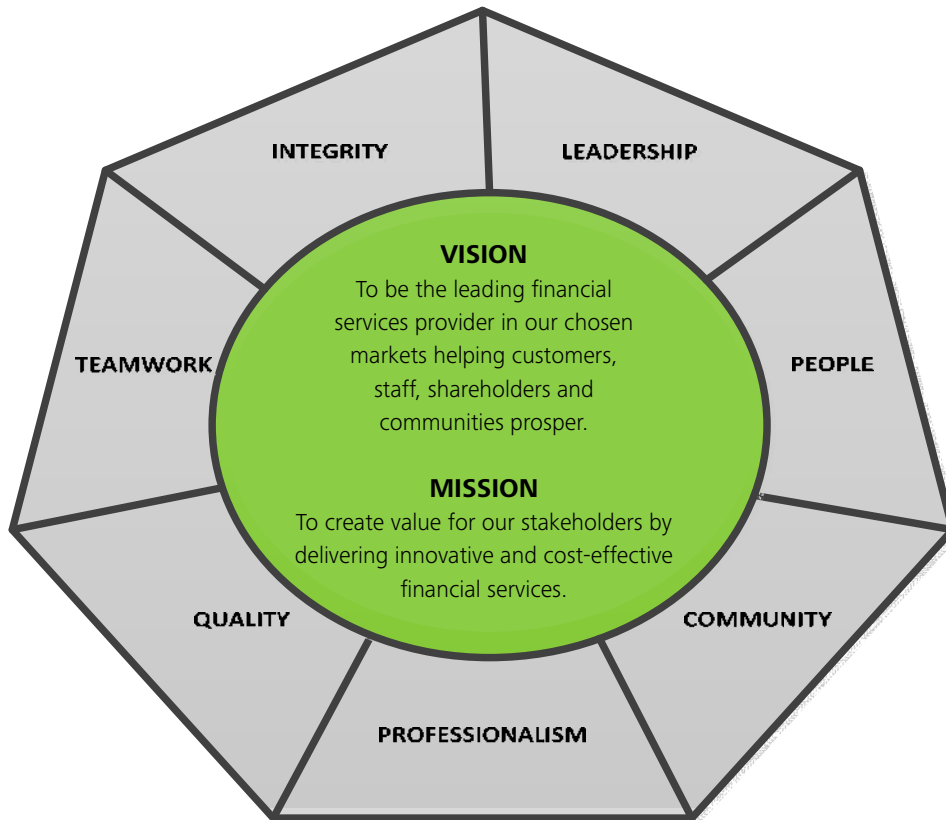 INTEGRITY
LEADERSHIP
VISION
To be the leading financial
services provider in our chosen
markets helping customers,
staff, shareholders and
communities prosper.
TEAMWORK
PEOPLE
MISSION
To create value for our stakeholders by
delivering innovative and cost-effective
financial services.
QUALITY
COMMUNITY
PROFESSIONALISM